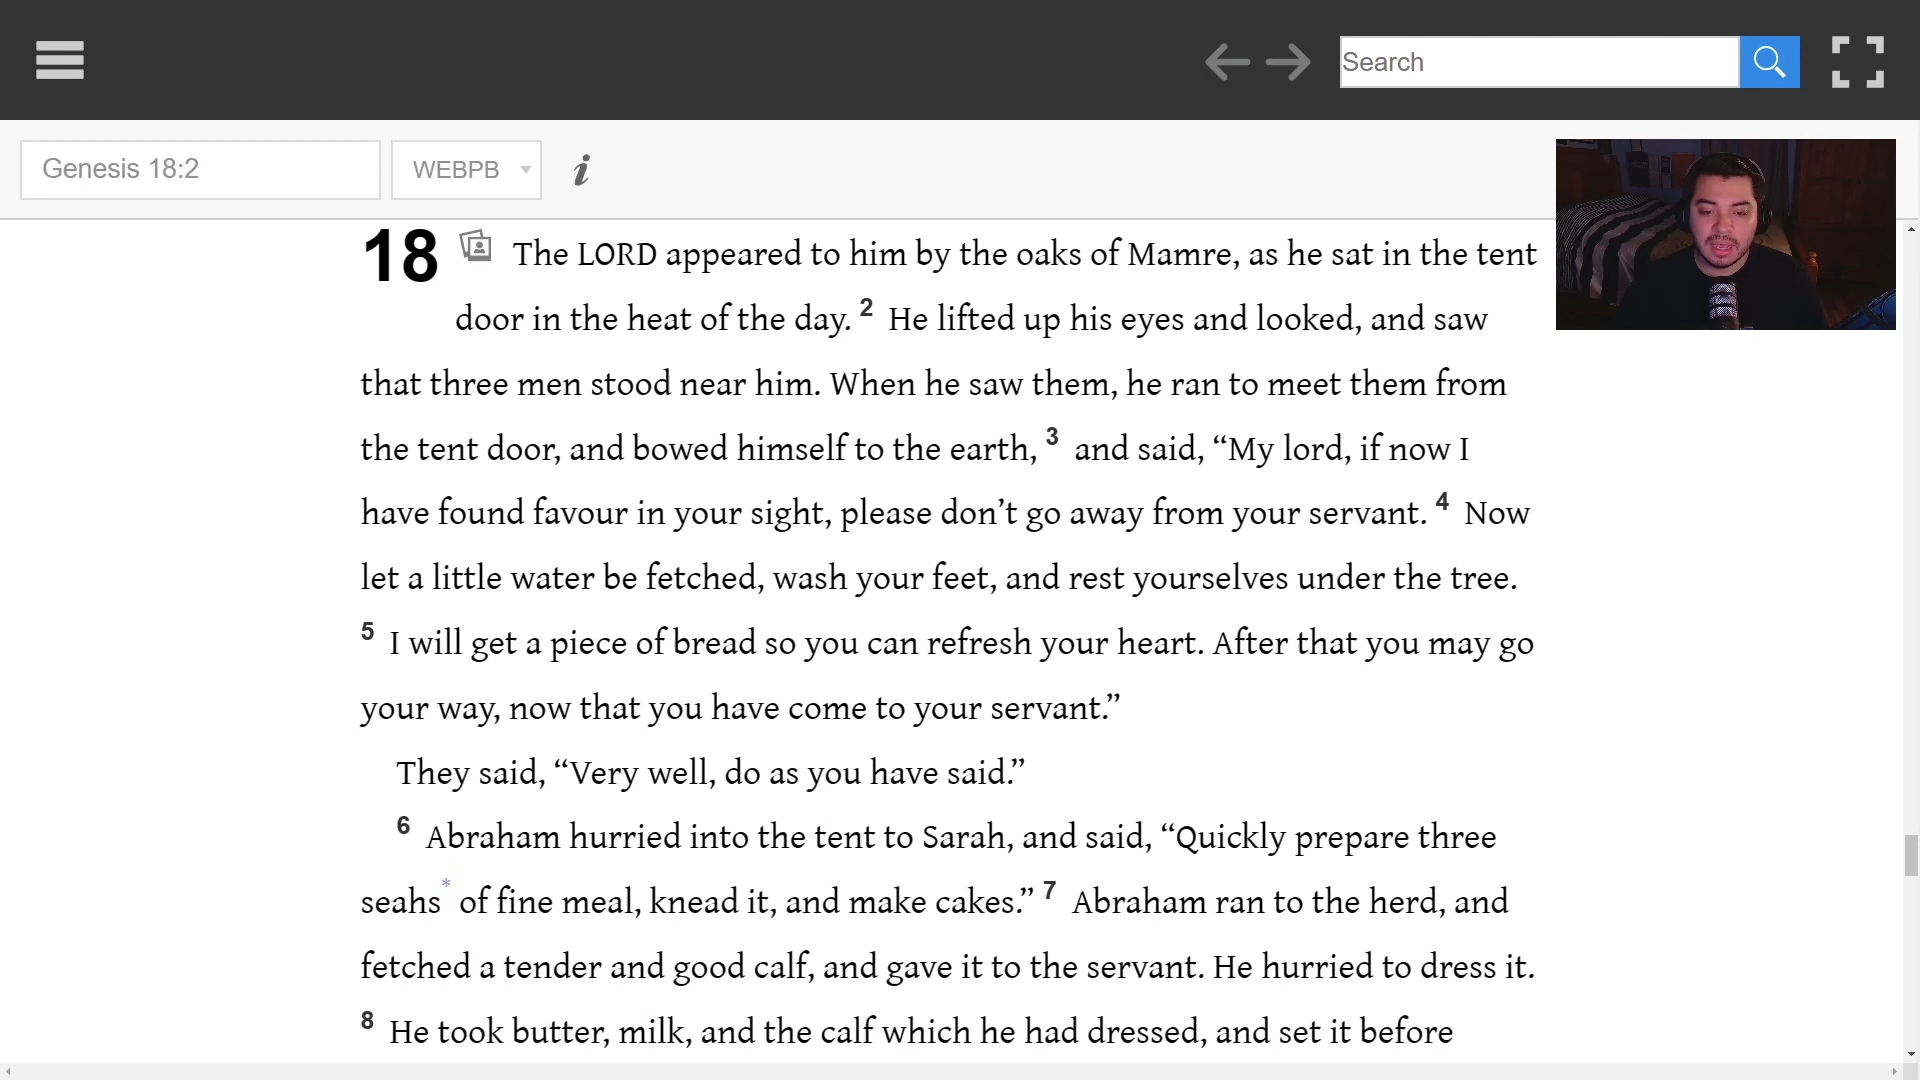 Search
Genesis 18:2
WEBPB
i
18 The LORD appeared to him by the oaks of Mamre, as he sat in the tent
door in the heat of the day. 2 He lifted up his eyes and looked, and saw
that three men stood near him. When he saw them, he ran to meet them from
the tent door, and bowed himself to the earth, 3 and said, “My lord, if now I
have found favour in your sight, please don’t go away from your servant. 4 Now
let a little water be fetched, wash your feet, and rest yourselves under the tree.
5 I will get a piece of bread so you can refresh your heart. After that you may go
your way, now that you have come to your servant.”
They said, “Very well, do as you have said.”
6 Abraham hurried into the tent to Sarah, and said, “Quickly prepare three
seahs* of fine meal, knead it, and make cakes.” 7 Abraham ran to the herd, and
fetched a tender and good calf, and gave it to the servant. He hurried to dress it.
8 He took butter, milk, and the calf which he had dressed, and set it before